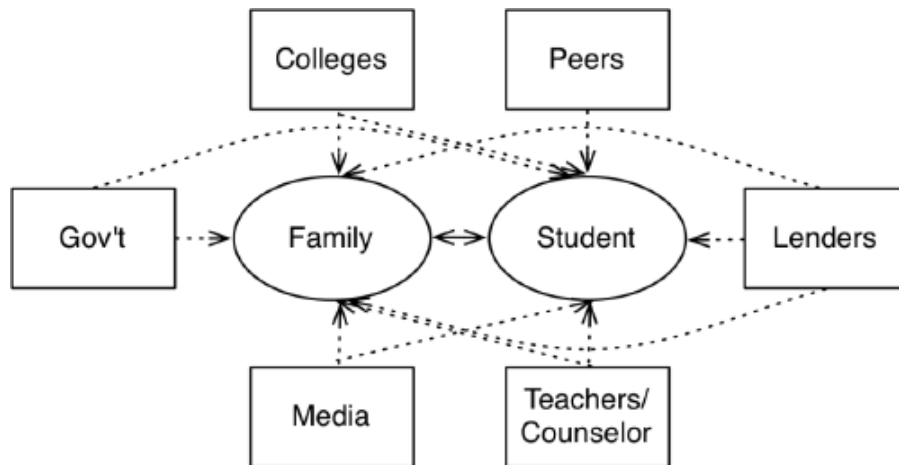 Colleges
Peers
Gov't
Family
Student
Lenders
Media
Teachers/
Counselor